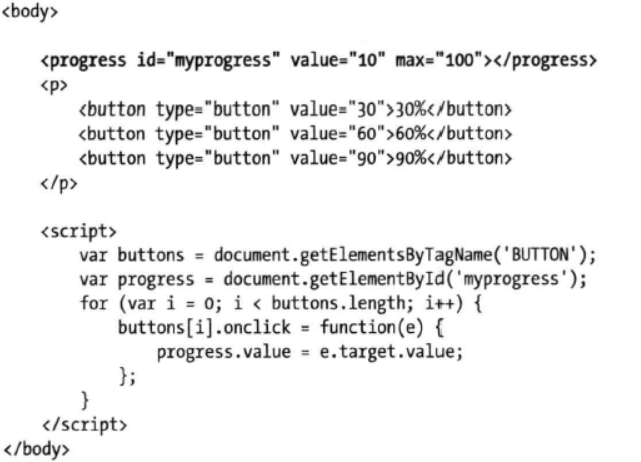 <body>
<progress id="myprogress" value="10" max="100"></progress>
<p>
<button type="button" value="30">30%</button>
<button type="button" value="60">60%</button>
<button type="button" value="90">90%</button>
</p>
<script>
var buttons = document.getElementsByTagName('BUTTON');
var progress = document.getElementById('myprogress');
for (var i = 0; i < buttons.length; i++) {
buttons[i].onclick = function(e) {
progress.value = e.target.value;
};
}
</script>
</body>